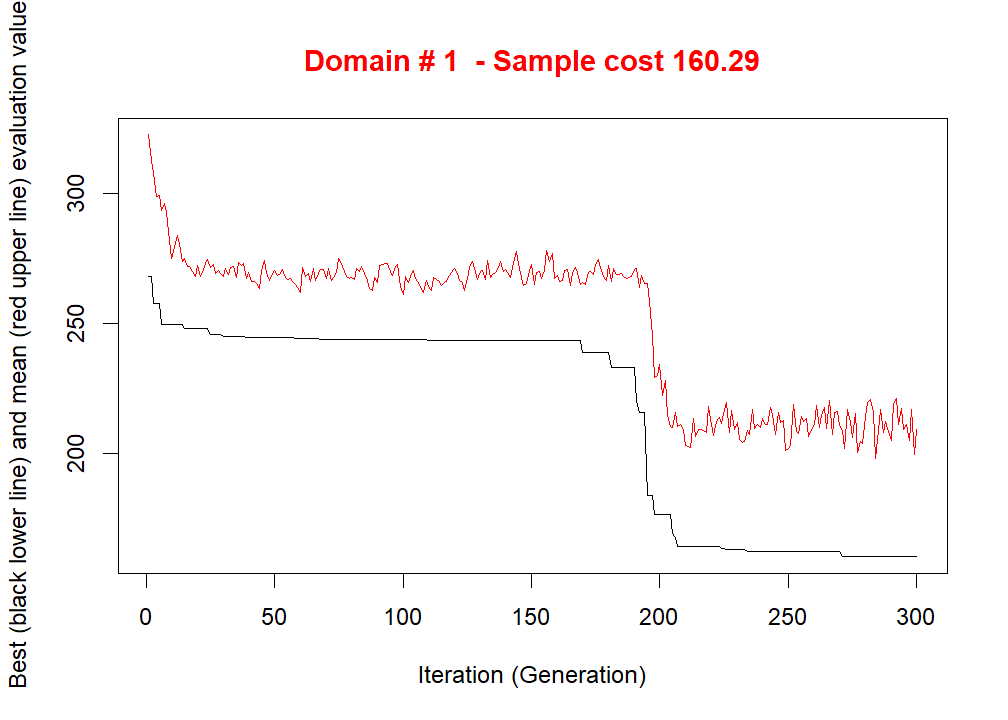 Domain # 1  - Sample cost 160.29
Best (black lower line) and mean (red upper line) evaluation value
300
250
200
0 50 100 150 200 250 300
Iteration (Generation)